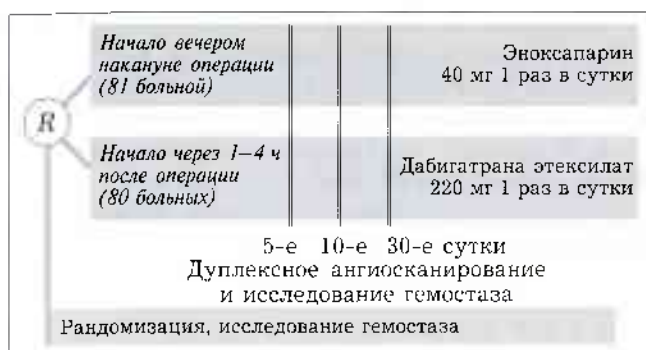 Начало вечером
накануне операции
(81 больной)
Эноксапарин
40 мг 1 раз в сутки
R
Начало через 1–4 ч
после операции
(80 больных)
Дабигатрана этексилат
220 мг 1 раз в сутки
5-е 10-е 30-е сутки
Дуплексное ангиосканирование
и исследование гемостаза
Рандомизация, исследование гемостаза